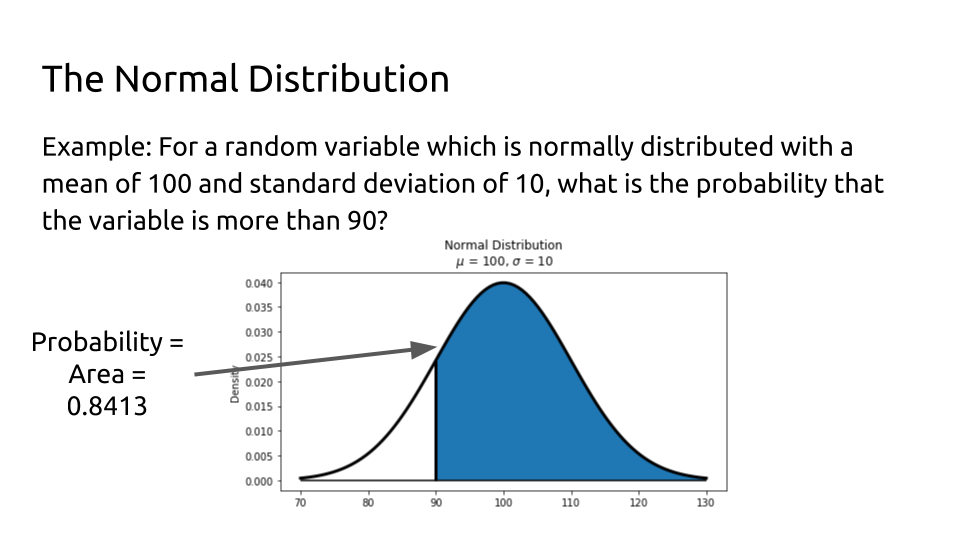 The Normal Distribution
Example: For a random variable which is normally distributed with a
mean of 100 and standard deviation of 10, what is the probability that
the variable is more than 90?
Normal Distribution
μ = 100, σ = 10
Probability =
Area =
0.8413
Density
0.040
0.035
0.030
0.025
0.020
0.015
0.010
0.005
0.000
70 80 90 100 110 120 130